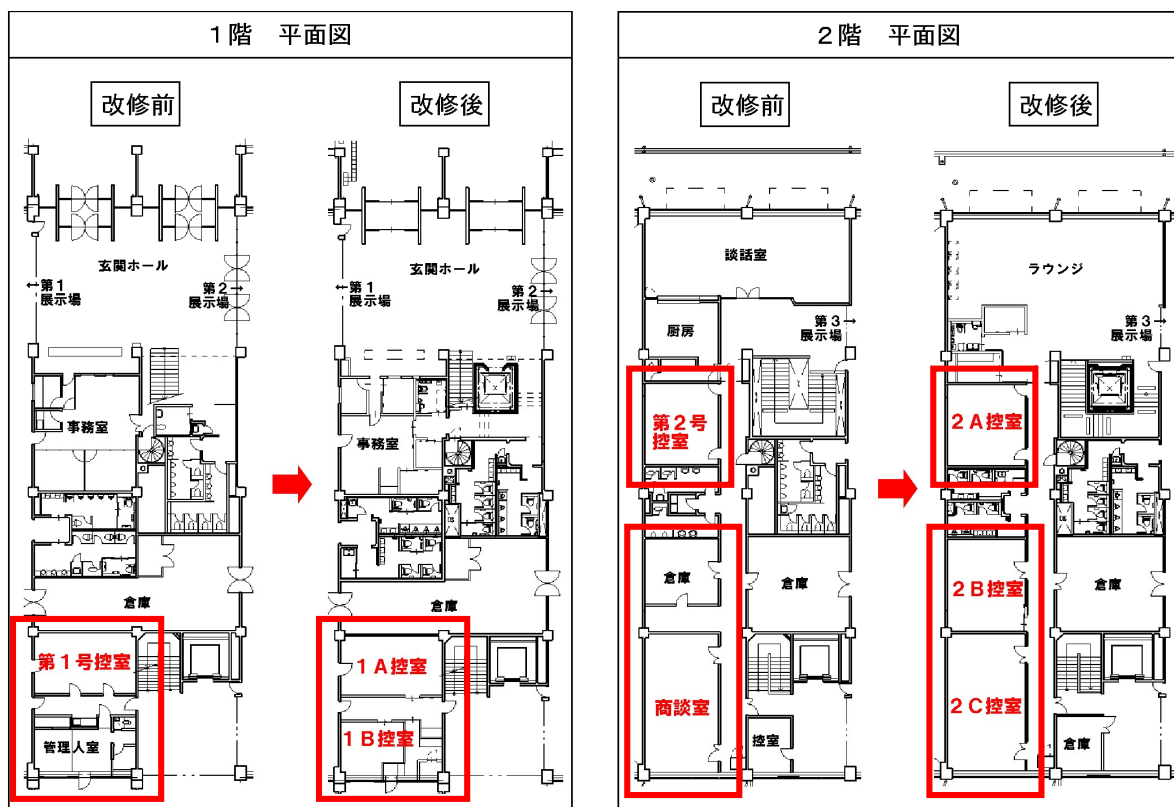 1階 平面図
改修前
改修後
玄関ホール
←第1
展示場
第2→
展示場
事務室
倉庫
第1号控室
管理人室
玄関ホール
←第1
展示場
第2→
展示場
事務室
倉庫
1A控室
1B控室
2階 平面図
改修前
改修後
談話室
厨房
第3→
展示場
第2号
控室
倉庫
倉庫
商談室
控室
ラウンジ
第3→
展示場
2A控室
2B控室
倉庫
2C控室
倉庫